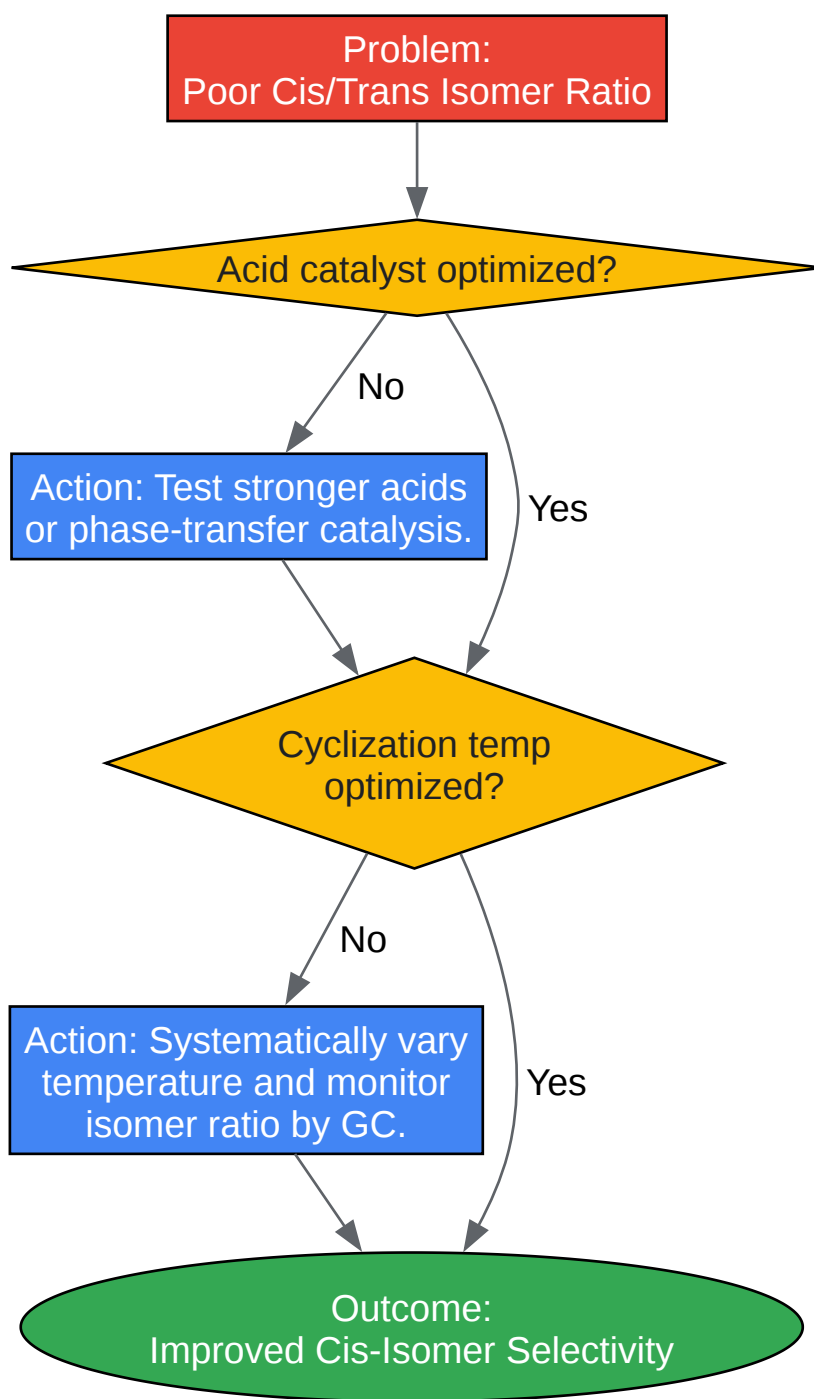 Problem:
Poor Cis/Trans Isomer Ratio
Acid catalyst optimized?
No
Action: Test stronger acids
or phase-transfer catalysis.
Yes
Cyclization temp
optimized?
No
Action: Systematically vary
temperature and monitor
isomer ratio by GC.
Yes
Outcome:
Improved Cis-Isomer Selectivity